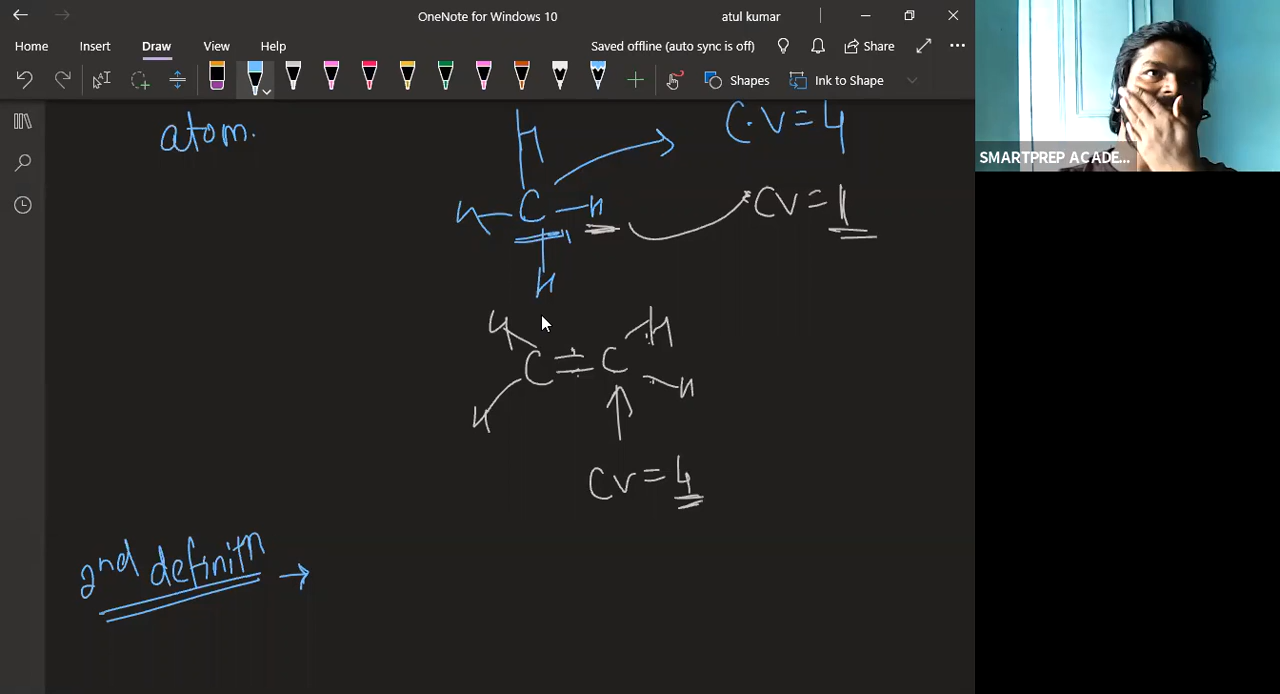 OneNote for Windows 10
atul kumar
Home Insert Draw View Help
Saved offline (auto sync is off)
Share
Shapes
Ink to Shape
SMARTPREP ACADE...
atom.
H
C.V=4
H C H
CV=1
H
H H
C = C
H H
CV=4
2nd definitn →